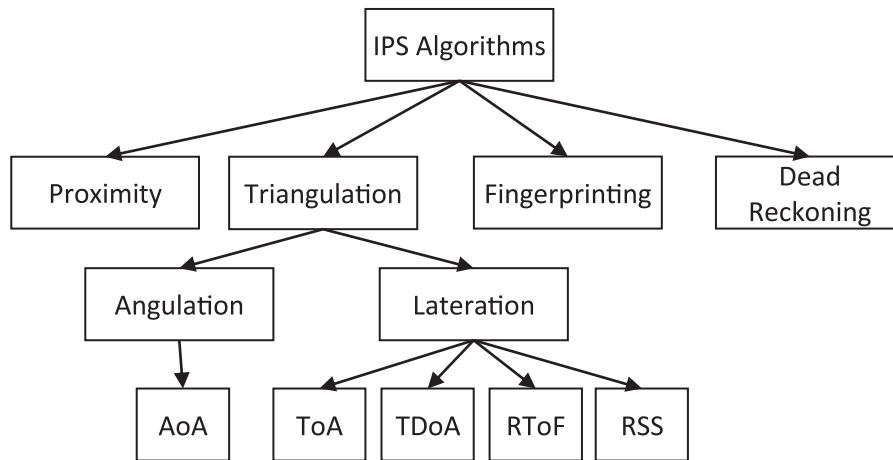 IPS Algorithms
Proximity
Triangulation
Fingerprinting
Dead
Reckoning
Angulation
Lateration
AoA
ToA
TDoA
RToF
RSS